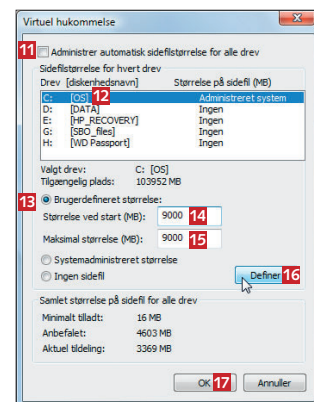 Virtuel hukommelse
11 Administrer automatisk sidefilstørrelse for alle drev
Sidefilstørrelse for hvert drev
Drev [diskenhedsnavn] Størrelse på sidefil (MB)
C: [OS] 12 Administreret system
D: [DATA] Ingen
E: [HP_RECOVERY] Ingen
G: [SBO_files] Ingen
H: [WD Passport] Ingen
Valgt drev: C: [OS]
Tilgængelig plads: 103952 MB
13 Brugerdefineret størrelse:
Størrelse ved start (MB): 9000 14
Maksimal størrelse (MB): 9000 15
Systemadministreret størrelse
Ingen sidefil Definer 16
Samlet størrelse på sidefil for alle drev
Minimalt tilladt: 16 MB
Anbefalet: 4603 MB
Aktuel tildeling: 3369 MB
OK 17 Annuller